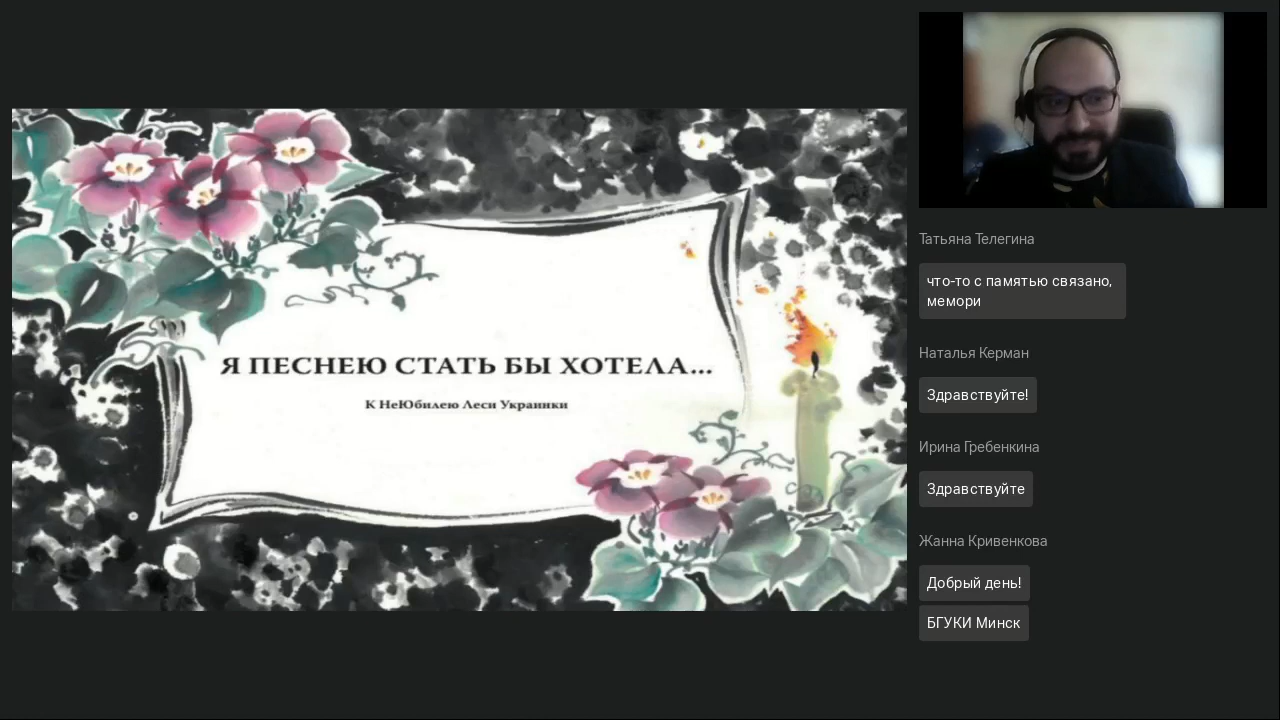 Я ПЕСНЕЮ СТАТЬ БЫ ХОТЕЛА...
К НеЮбилею Леси Украинки
Татьяна Телегина
что-то с памятью связано,
мемори
Наталья Керман
Здравствуйте!
Ирина Гребенкина
Здравствуйте
Жанна Кривенкова
Добрый день!
БГУКИ Минск